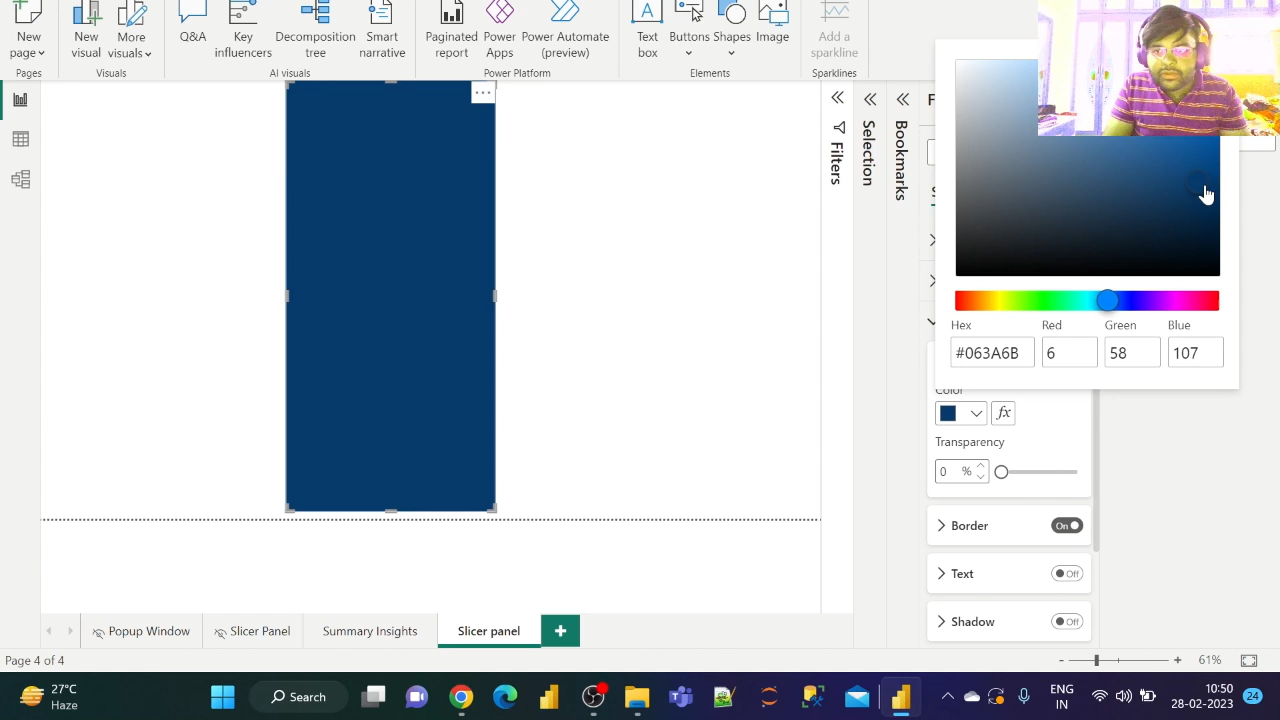 New
page
New
visual
More
visuals
Q&A
Key
influencers
Decomposition
tree
Smart
narrative
Paginated
report
Power
Apps
Power Automate
(preview)
Text
box
Buttons
Shapes
Image
Add a
sparkline
Pages
Visuals
AI visuals
Power Platform
Elements
Sparklines
Filters
Selection
Bookmarks
Hex
Red
Green
Blue
#063A6B
6
58
107
Color
fx
Transparency
0 %
Border
On
Text
Off
Shadow
Off
Popup Window
Slicer Panel
Summary Insights
Slicer panel
Page 4 of 4
- + 61%
27°C
Haze
Search
ENG
IN
10:50
28-02-2023
24